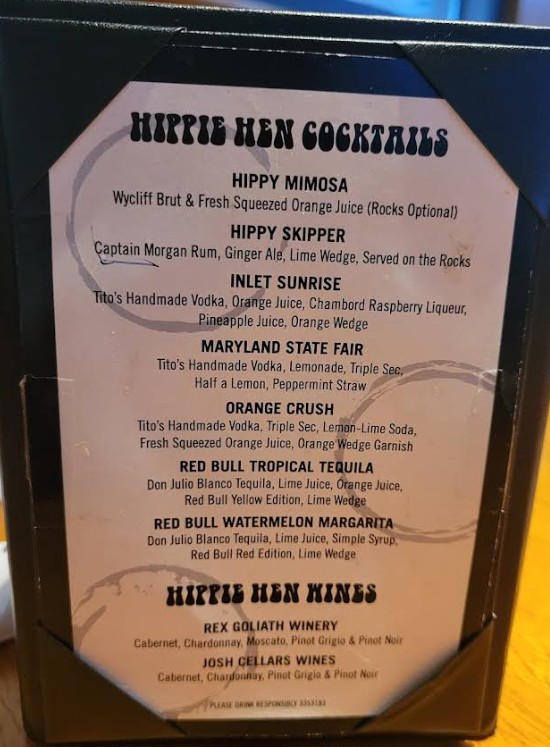 HIPPIE HEN COCKTAILS
HIPPY MIMOSA
Wycliff Brut & Fresh Squeezed Orange Juice (Rocks Optional)
HIPPY SKIPPER
Captain Morgan Rum, Ginger Ale, Lime Wedge, Served on the Rocks
INLET SUNRISE
Tito's Handmade Vodka, Orange Juice, Chambord Raspberry Liqueur,
Pineapple Juice, Orange Wedge
MARYLAND STATE FAIR
Tito's Handmade Vodka, Lemonade, Triple Sec,
Half a Lemon, Peppermint Straw
ORANGE CRUSH
Tito's Handmade Vodka, Triple Sec, Lemon-Lime Soda,
Fresh Squeezed Orange Juice, Orange Wedge Garnish
RED BULL TROPICAL TEQUILA
Don Julio Blanco Tequila, Lime Juice, Orange Juice,
Red Bull Yellow Edition, Lime Wedge
RED BULL WATERMELON MARGARITA
Don Julio Blanco Tequila, Lime Juice, Simple Syrup,
Red Bull Red Edition, Lime Wedge
HIPPIE HEN WINES
REX GOLIATH WINERY
Cabernet, Chardonnay, Moscato, Pinot Grigio & Pinot Noir
JOSH CELLARS WINES
Cabernet, Chardonnay, Pinot Grigio & Pinot Noir
PLEASE DRINK RESPONSIBLY